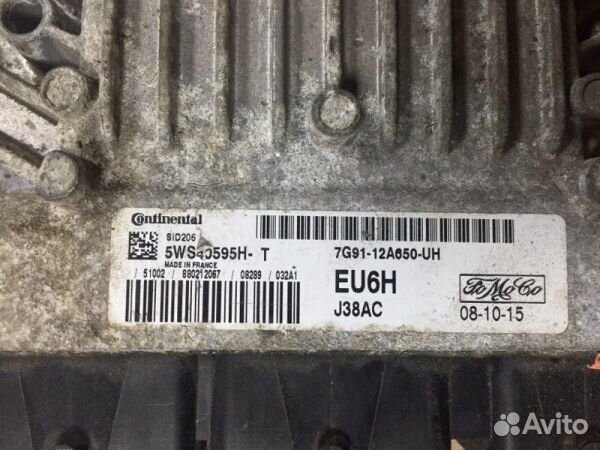 Continental
SID206
5WS40595H- T
MADE IN FRANCE
S1002 / 880212067 / 08289 / 032A1
7G91-12A650-UH
EU6H
J38AC
FoMoCo
08-10-15
Avito